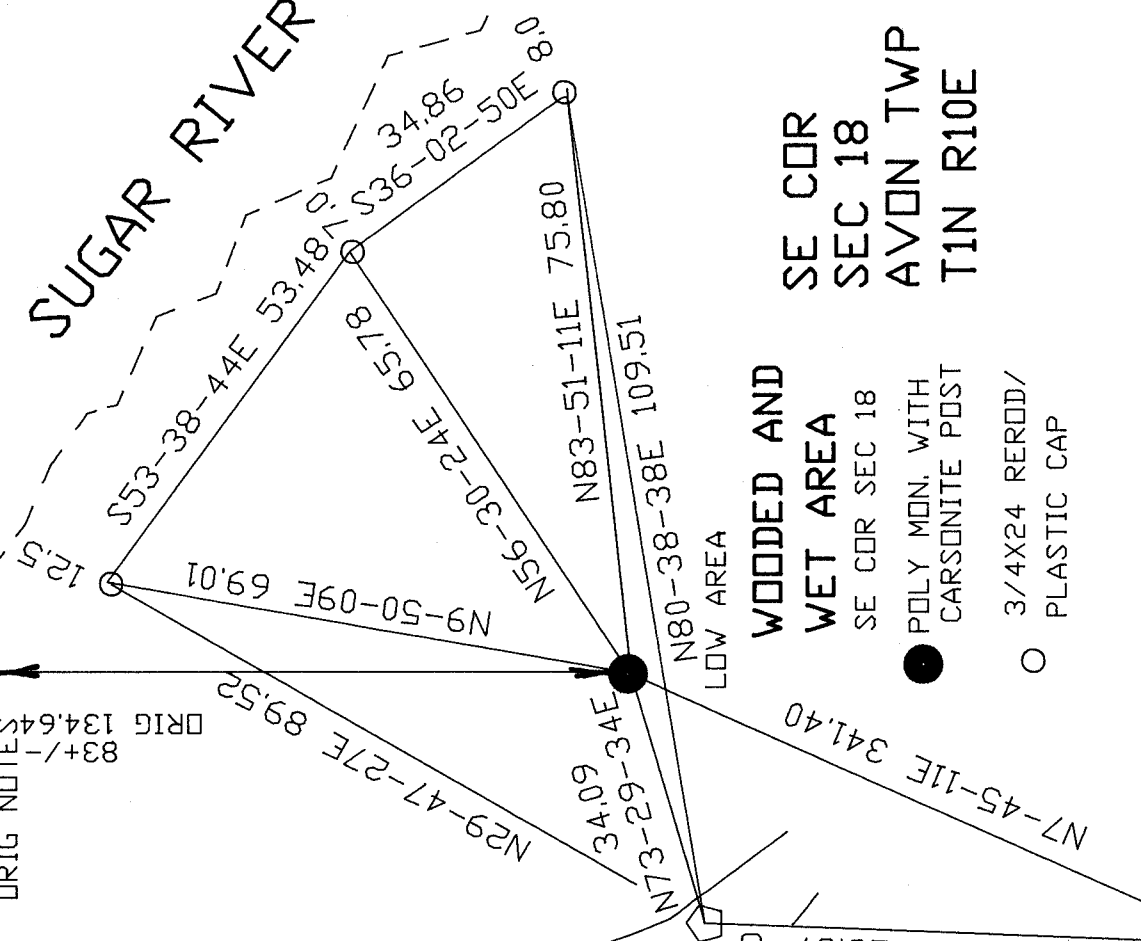 SUGAR RIVER
34.86
S36-02-50E 8.0
S53-38-44E 53.48
7.0
12.5
N9-50-09E 69.01
N56-30-24E 65.78
N83-51-11E 75.80
N80-38-38E 109.51
LOW AREA
ORIG 134.64
83+/-
ORIG NOTES
N29-47-27E 89.52
34.09
N73-29-34E
N7-45-11E 341.40
SE COR
SEC 18
AVON TWP
T1N R10E
WOODED AND
WET AREA
SE COR SEC 18
POLY MON. WITH
CARSONITE POST
3/4X24 REROD/
PLASTIC CAP